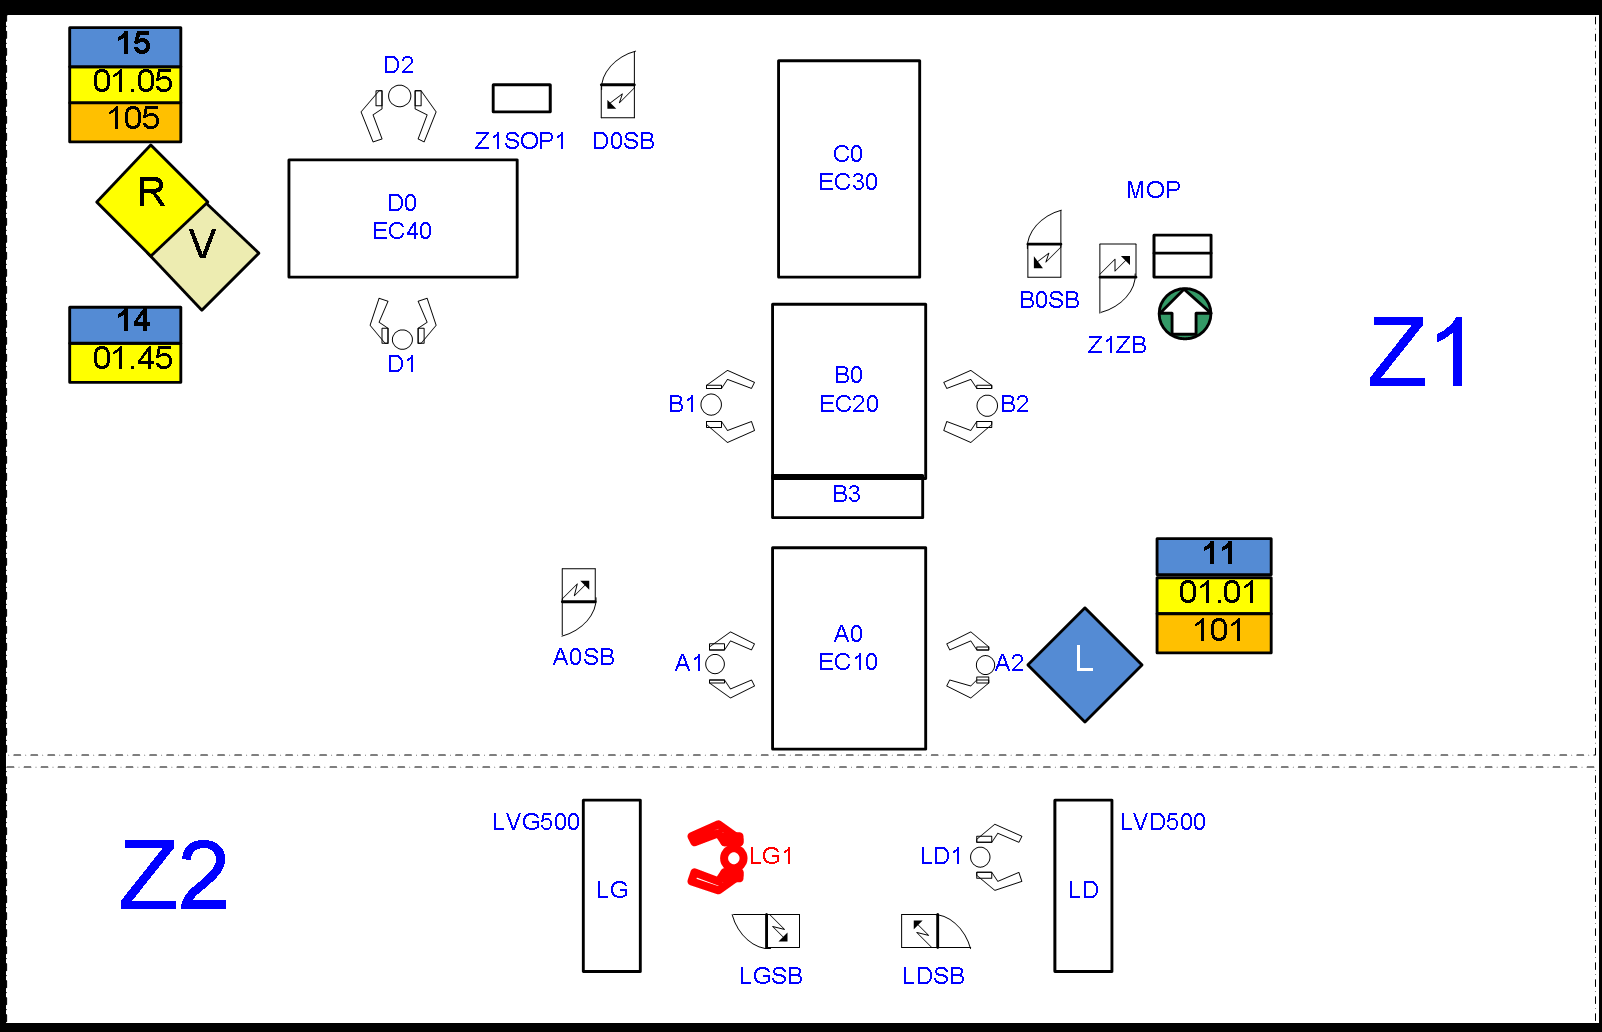 15
01.05
105
D2
Z1SOP1
D0SB
R
V
D0
EC40
C0
EC30
MOP
B0SB
Z1ZB
Z1
14
01.45
D1
B1
B0
EC20
B2
B3
11
01.01
101
A0SB
A1
A0
EC10
A2
L
Z2
LVG500
LG
LG1
LD1
LVD500
LD
LGSB
LDSB